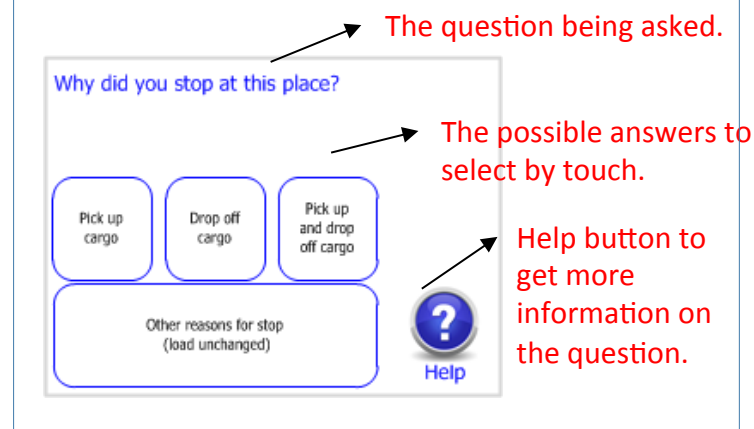 The question being asked.
Why did you stop at this place?
The possible answers to
select by touch.
Pick up
cargo
Drop off
cargo
Pick up
and drop
off cargo
Help button to
get more
information on
the question.
Other reasons for stop
(load unchanged)
?
Help